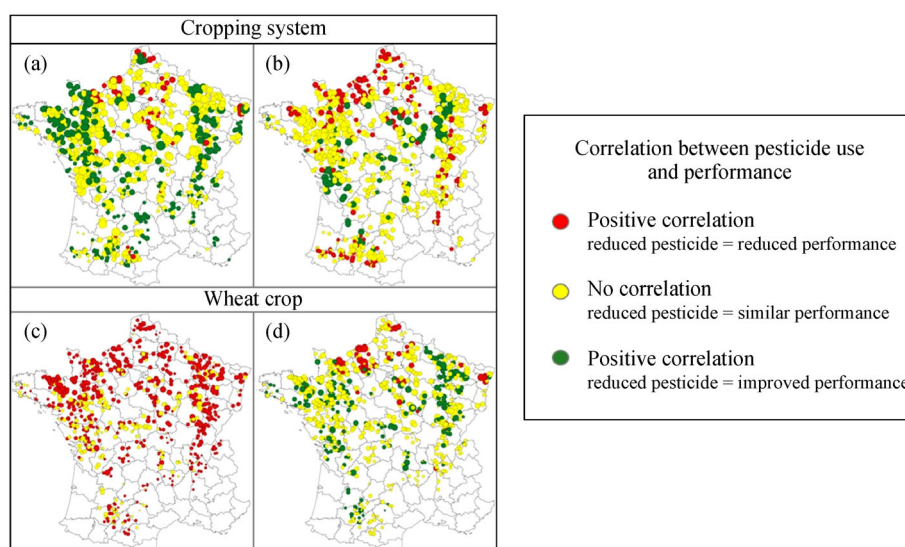 Cropping system
(a)
(b)
Wheat crop
(c)
(d)
Correlation between pesticide use
and performance
Positive correlation
reduced pesticide = reduced performance
No correlation
reduced pesticide = similar performance
Positive correlation
reduced pesticide = improved performance